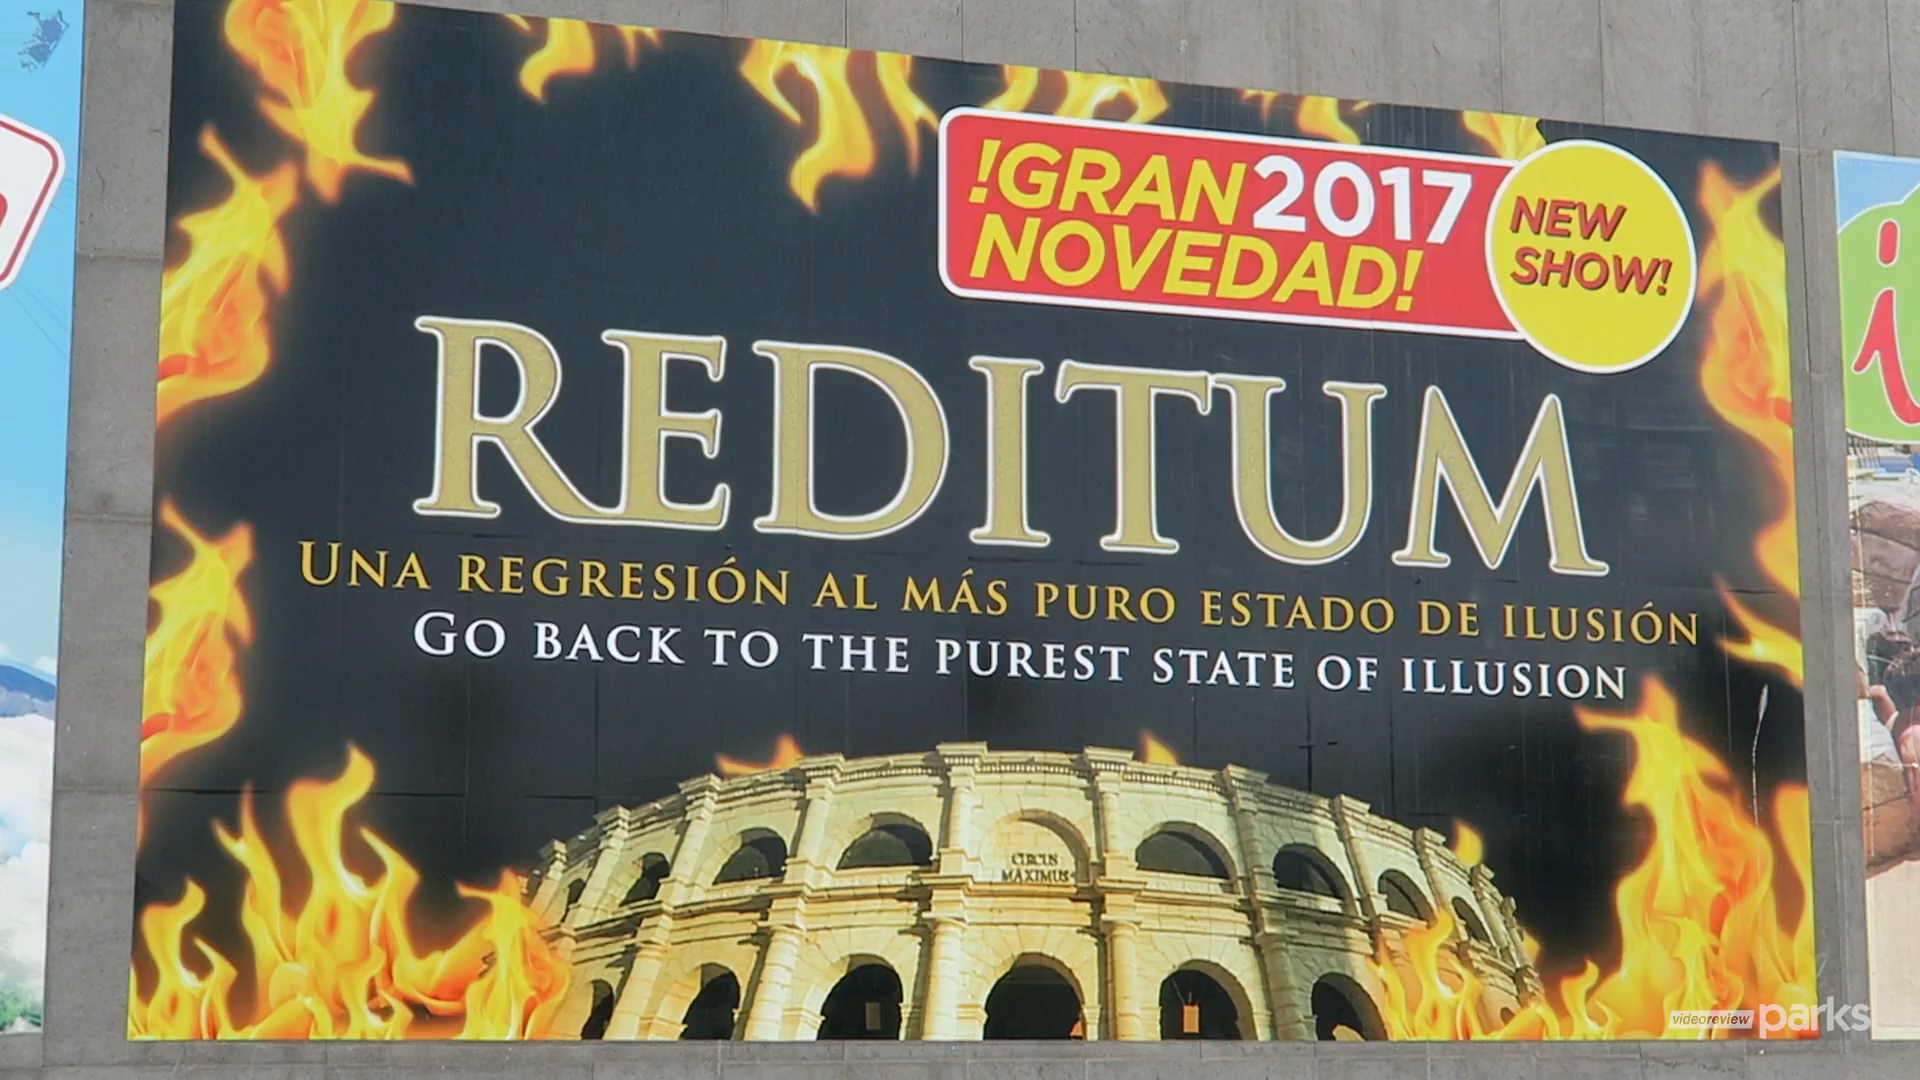 !GRAN 2017
NOVEDAD!
NEW
SHOW!
REDITUM
UNA REGRESIÓN AL MÁS PURO ESTADO DE ILUSIÓN
GO BACK TO THE PUREST STATE OF ILLUSION
CIRCUS
MAXIMUS
videoreview parks